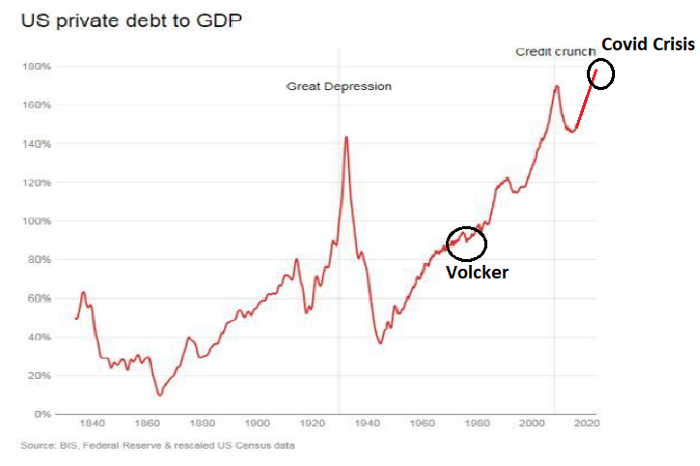 US private debt to GDP
Credit crunch
Covid Crisis
180%
Great Depression
160%
140%
120%
100%
80%
Volcker
60%
40%
20%
0%
1840 1860 1880 1900 1920 1940 1960 1980 2000 2020
Source: BIS, Federal Reserve & rescaled US Census data